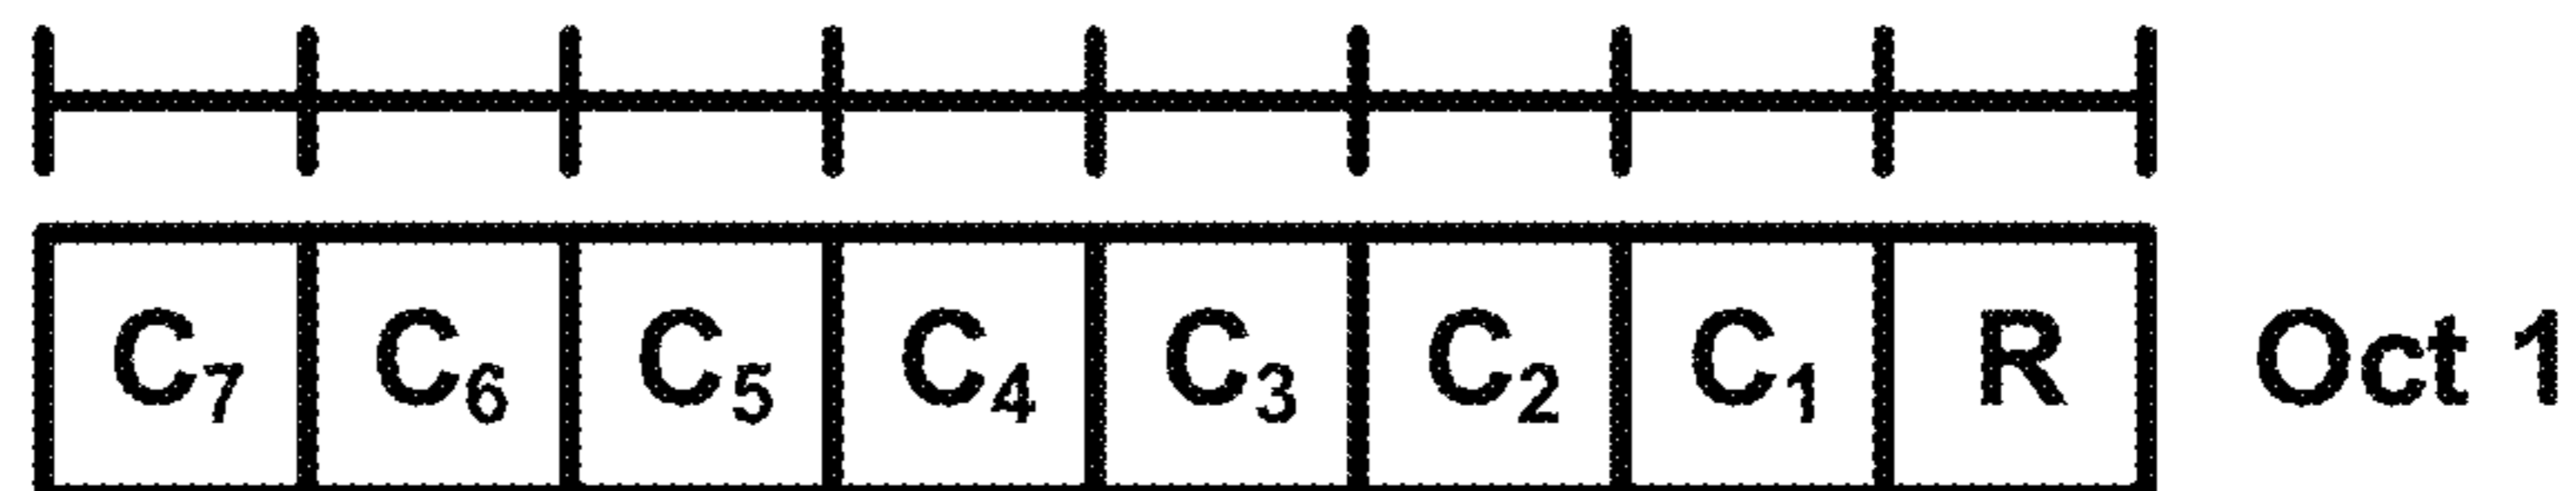 C₇ C₆ C₅ C₄ C₃ C₂ C₁ R Oct 1